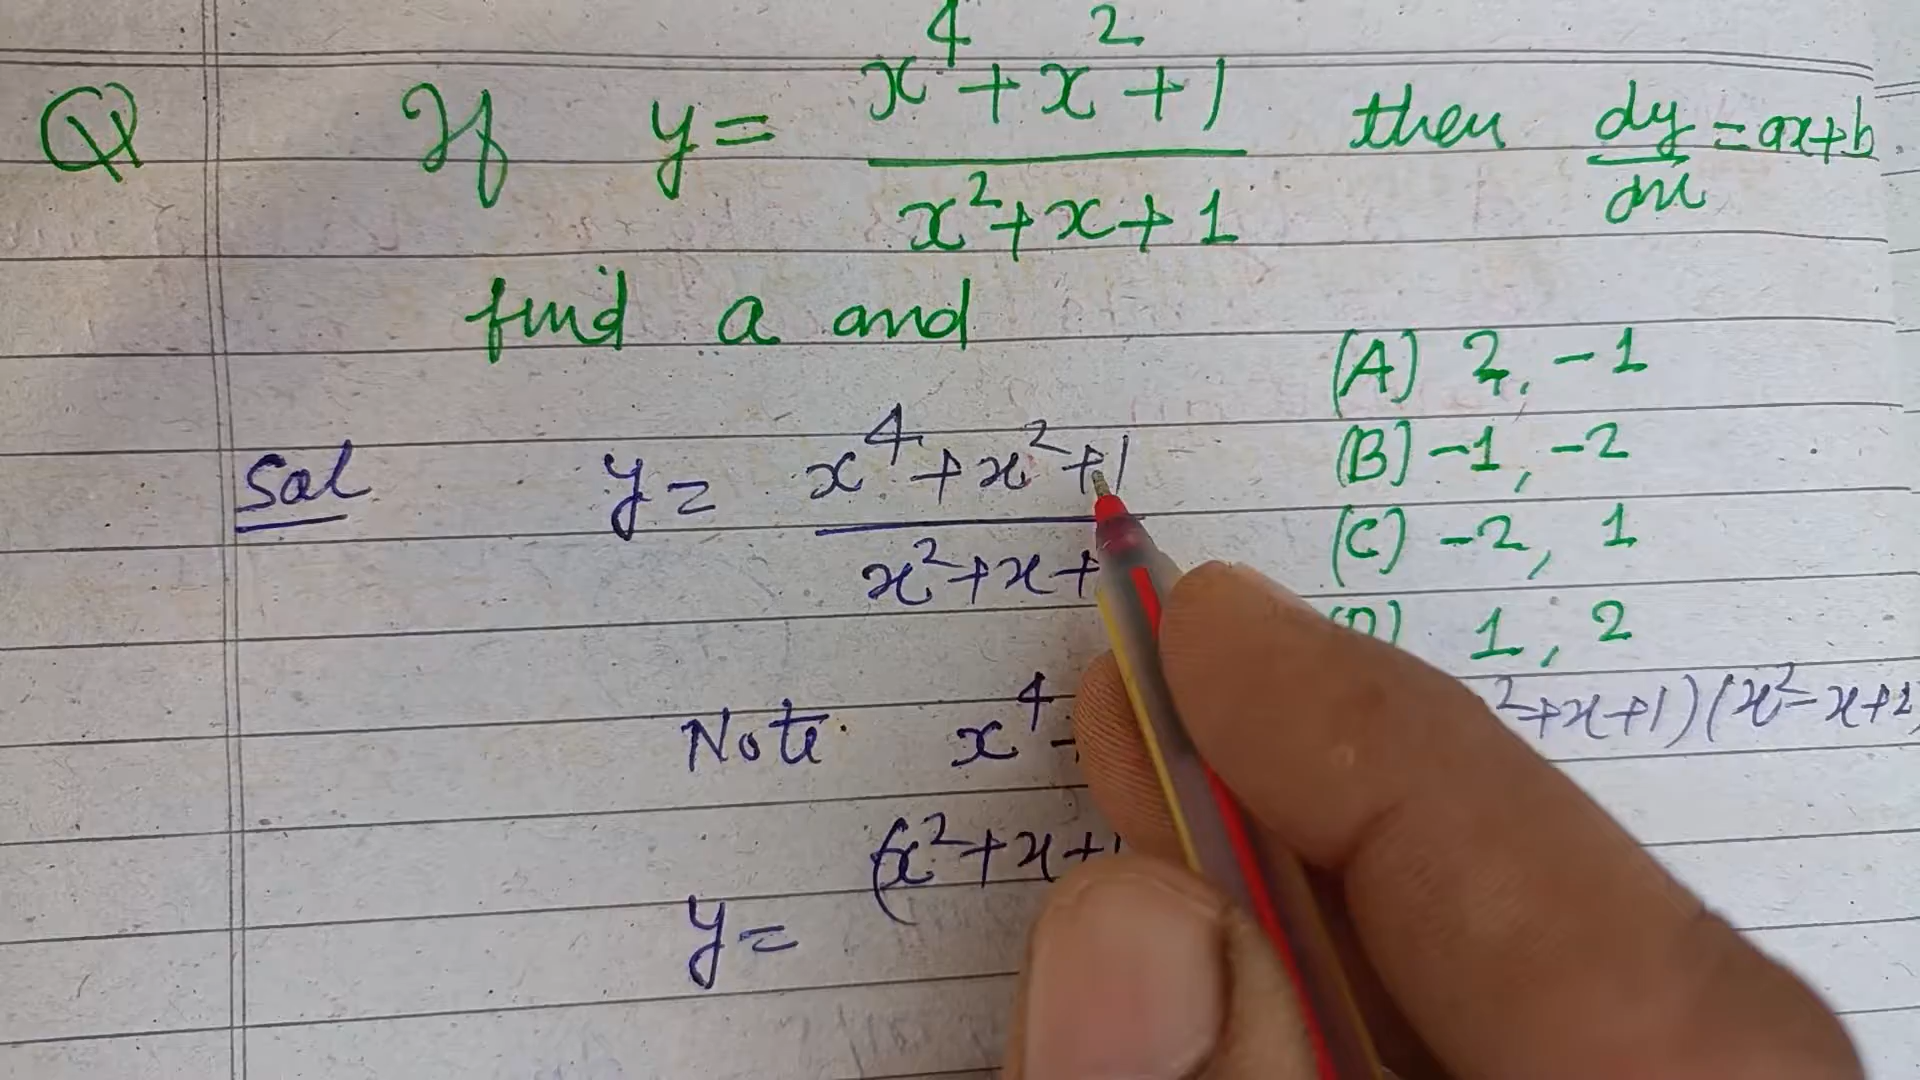 Q If y = x⁴ + x² + 1 / x² + x + 1 then dy/dx = ax + b
find a and
(A) 2, -1
(B) -1, -2
(C) -2, 1
1, 2
Sol y = x⁴ + x² + 1 / x² + x +
Note x⁴ ² + x + 1) (x² - x + 1)
y = (x² + x + 1